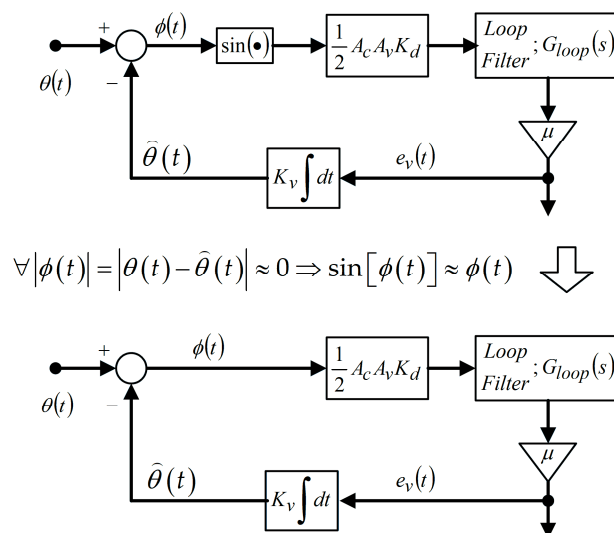 + ϕ(t) sin(•) 1/2 A_c A_v K_d Loop Filter ; G_loop(s)
θ(t) −
μ
θ̂(t) K_v ∫ dt e_v(t)
∀|ϕ(t)| = |θ(t) − θ̂(t)| ≈ 0 ⇒ sin[ϕ(t)] ≈ ϕ(t)
+ ϕ(t) 1/2 A_c A_v K_d Loop Filter ; G_loop(s)
θ(t) −
μ
θ̂(t) K_v ∫ dt e_v(t)